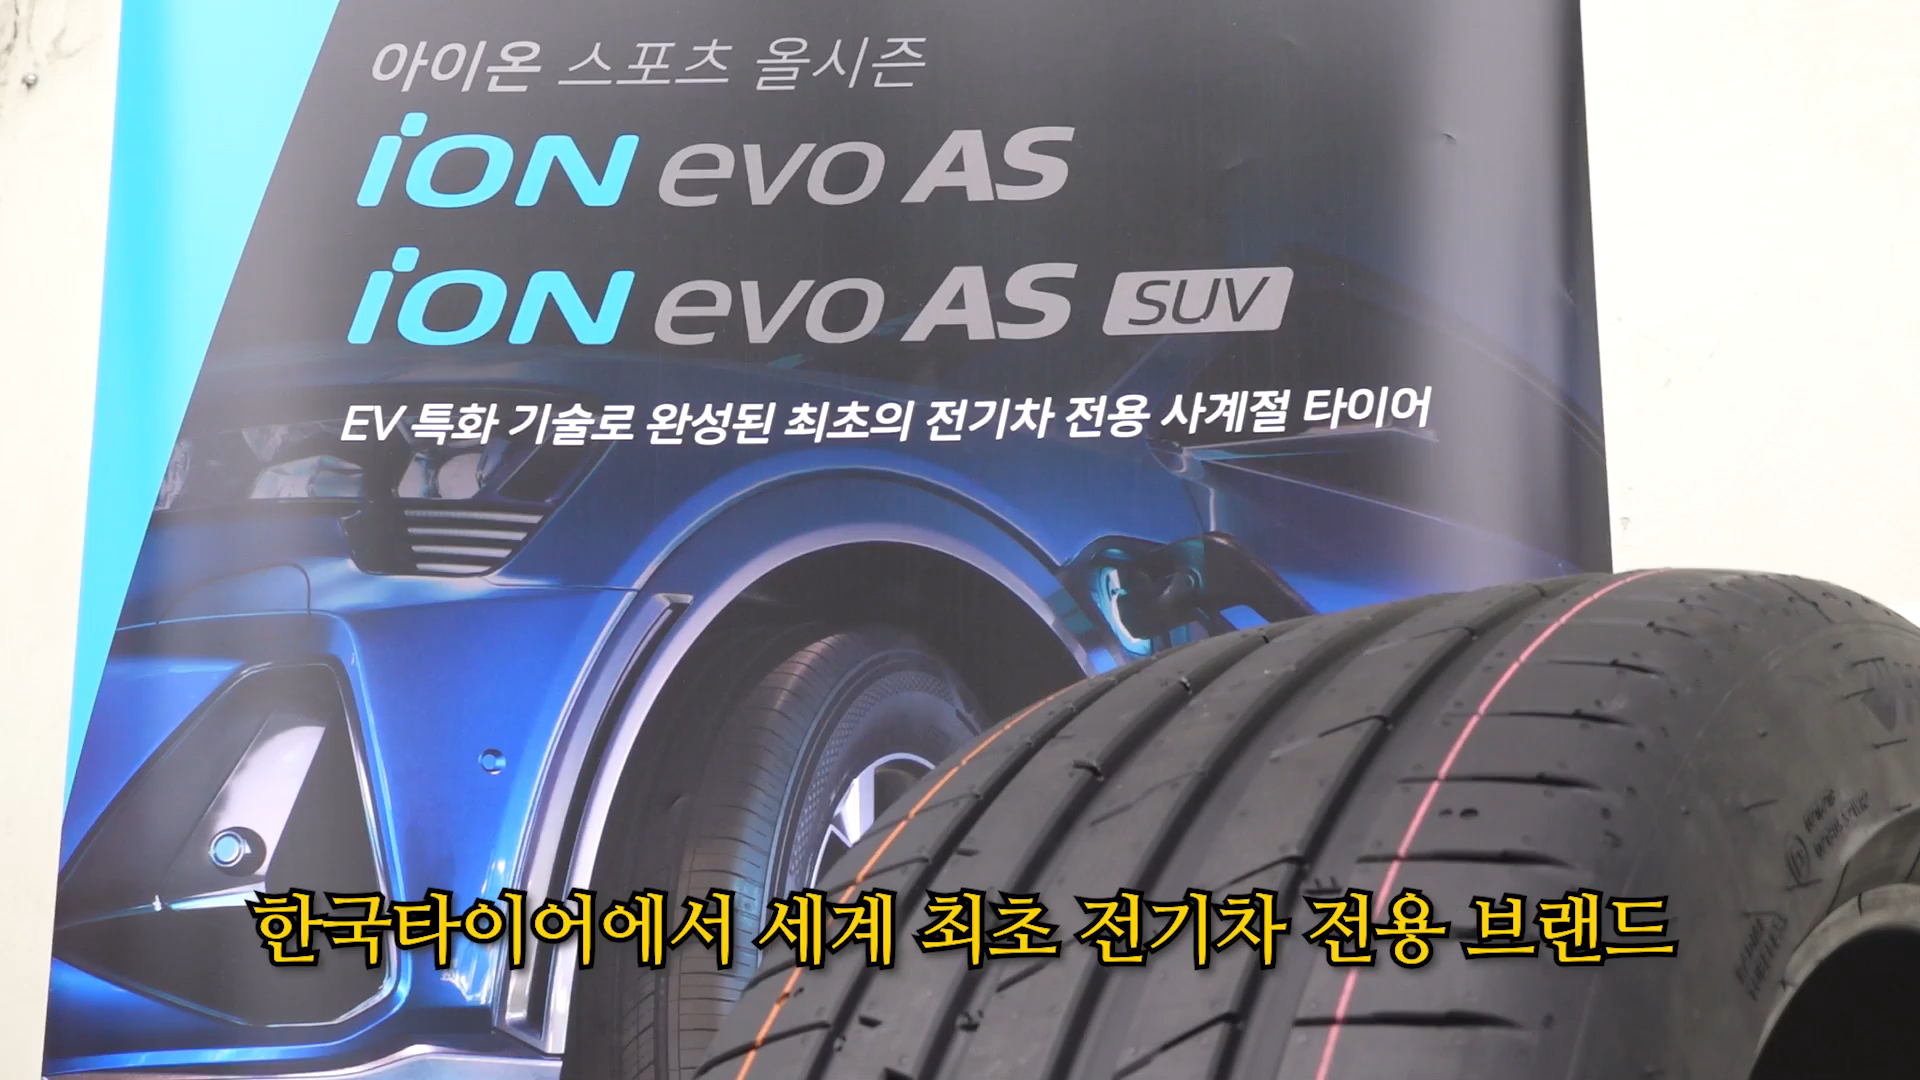 아이온 스포츠 올시즌
iON evo AS
iON evo AS SUV
EV 특화 기술로 완성된 최초의 전기차 전용 사계절 타이어
한국타이어에서 세계 최초 전기차 전용 브랜드